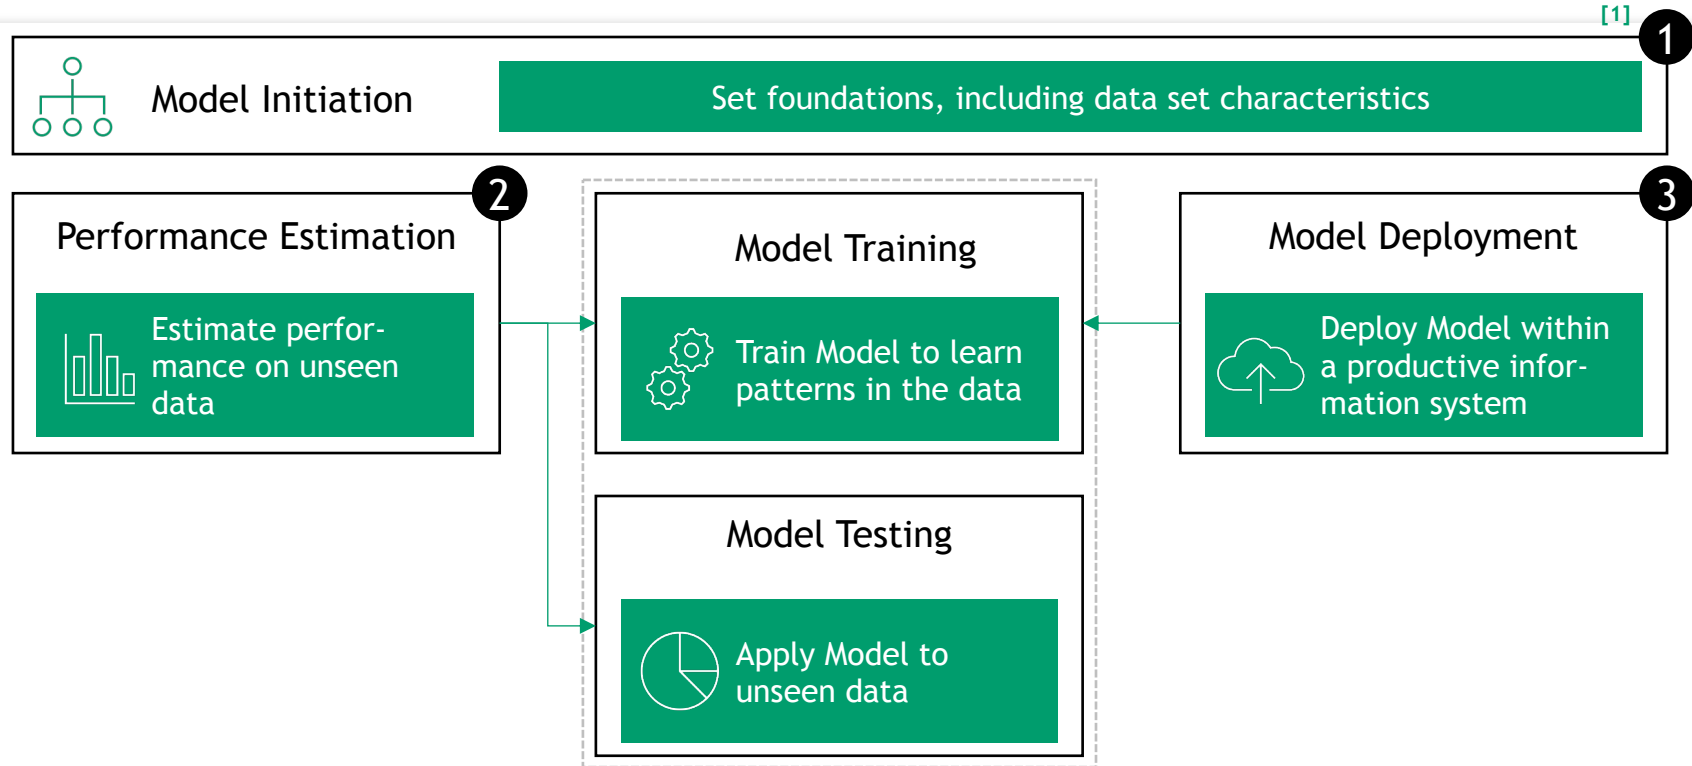 [1]
1
Model Initiation
Set foundations, including data set characteristics
2
Performance Estimation
Estimate perfor-
mance on unseen
data
Model Training
Train Model to learn
patterns in the data
3
Model Deployment
Deploy Model within
a productive infor-
mation system
Model Testing
Apply Model to
unseen data